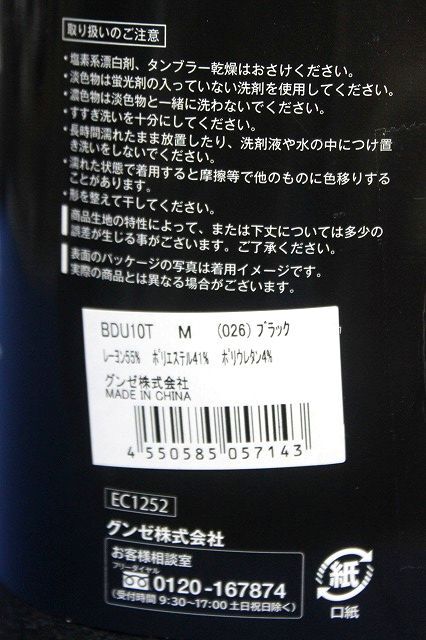 取り扱いのご注意
・塩素系漂白剤、タンブラー乾燥はおさけください。
・淡色物は蛍光剤の入っていない洗剤を使用してください。
・濃色物は淡色物と一緒に洗わないでください。
・すすぎ洗いを十分にしてください。
・長時間濡れたまま放置したり、洗剤液や水の中につけ置
き洗いをしないでください。
・濡れた状態で着用すると摩擦等で他のものに色移りする
ことがあります。
・形を整えて干してください。
商品生地の特性によって、または下丈については多少の
誤差が生じる事がございます。ご了承ください。
表面のパッケージの写真は着用イメージです。
実際の商品とは異なる場合がございます。
BDU10T M (026) ブラック
レーヨン55% ポリエステル41% ポリウレタン4%
グンゼ株式会社
MADE IN CHINA
4 550585 057143
EC1252
グンゼ株式会社
お客様相談室
フリーダイヤル
0120-167874
(受付時間 9:30~17:00 土日祝日除く)
紙
口紙